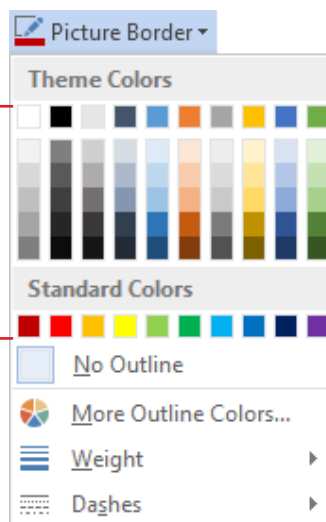 Picture Border
Theme Colors
Standard Colors
No Outline
More Outline Colors...
Weight
Dashes